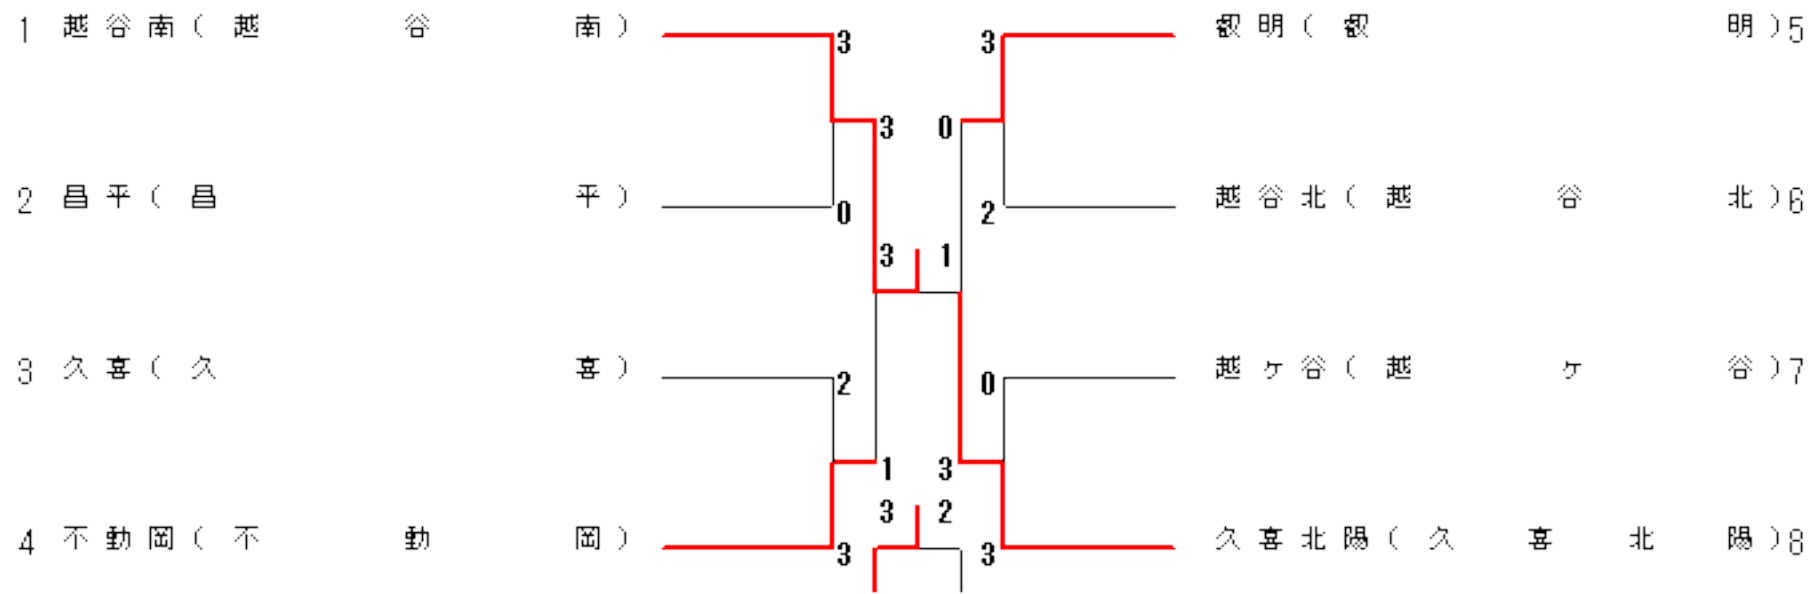 1 越谷南(越谷南) 3 3 叡明(叡明)5
3 0
2 昌平(昌平) 0 2 越谷北(越谷北)6
3 1
3 久喜(久喜) 2 0 越ヶ谷(越ヶ谷)7
1 3
3 2
4 不動岡(不動岡) 3 3 久喜北陽(久喜北陽)8